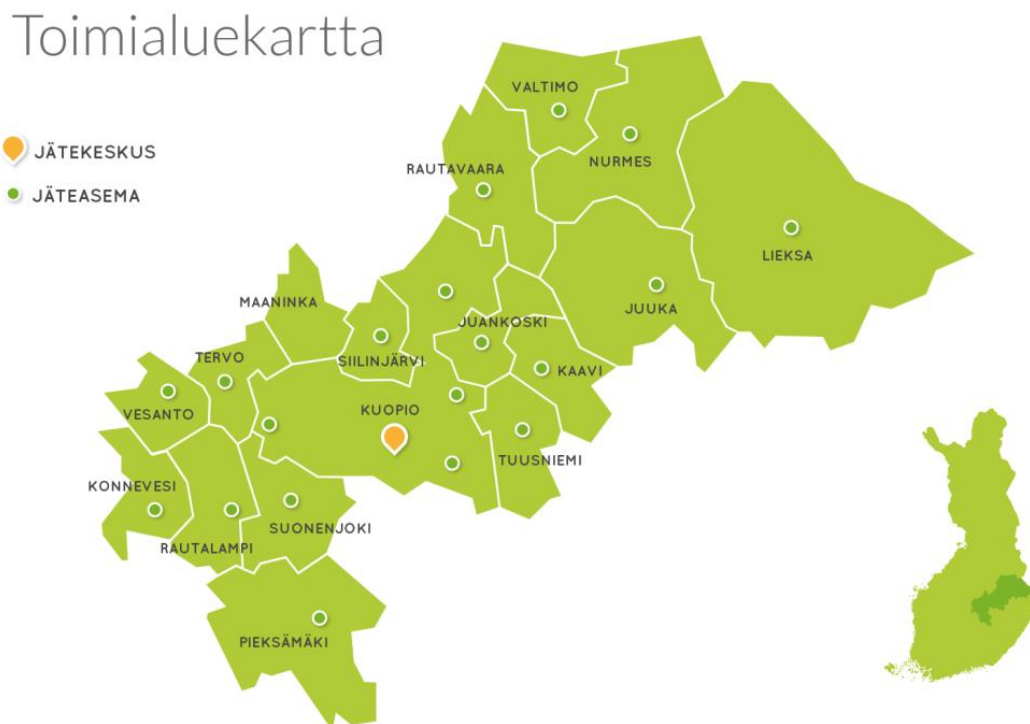 Toimialuekartta
JÄTEKESKUS
JÄTEASEMA
VALTIMO
NURMES
RAUTAVAARA
LIEKSA
MAANINKA
JUUKA
JUANKOSKI
SIILINJÄRVI
TERVO
KAAVI
VESANTO
KUOPIO
TUUSNIEMI
KONNEVESI
SUONENJOKI
RAUTALAMPI
PIEKSÄMÄKI